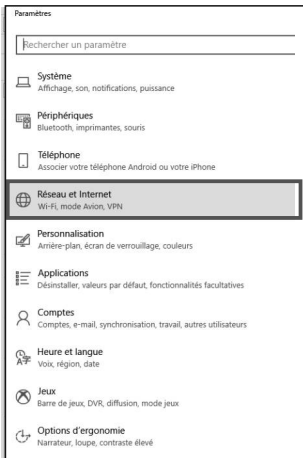 Paramètres
Rechercher un paramètre
Système
Affichage, son, notifications, puissance
Périphériques
Bluetooth, imprimantes, souris
Téléphone
Associer votre téléphone Android ou votre iPhone
Réseau et Internet
Wi-Fi, mode Avion, VPN
Personnalisation
Arrière-plan, écran de verrouillage, couleurs
Applications
Désinstaller, valeurs par défaut, fonctionnalités facultatives
Comptes
Comptes, e-mail, synchronisation, travail, autres utilisateurs
Heure et langue
Voix, région, date
Jeux
Barre de jeux, DVR, diffusion, mode jeux
Options d'ergonomie
Narrateur, loupe, contraste élevé